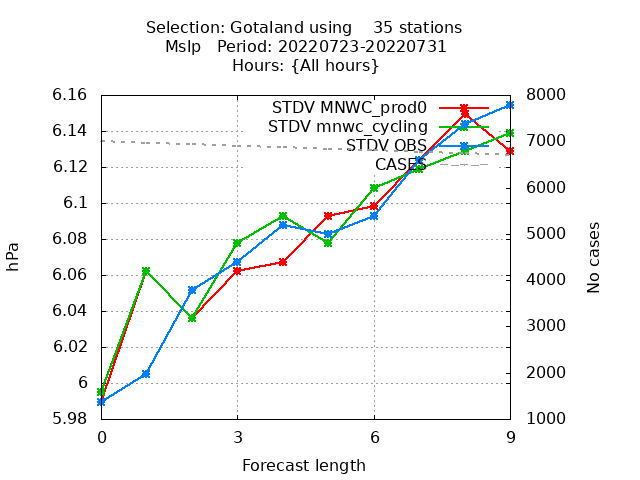 Selection: Gotaland using    35 stations
Mslp   Period: 20220723-20220731
Hours: {All hours}
STDV MNWC_prod0
STDV mnwc_cycling
STDV OBS
CASES
hPa
6.16
6.14
6.12
6.1
6.08
6.06
6.04
6.02
6
5.98
8000
7000
6000
5000
4000
3000
2000
1000
No cases
0 3 6 9
Forecast length